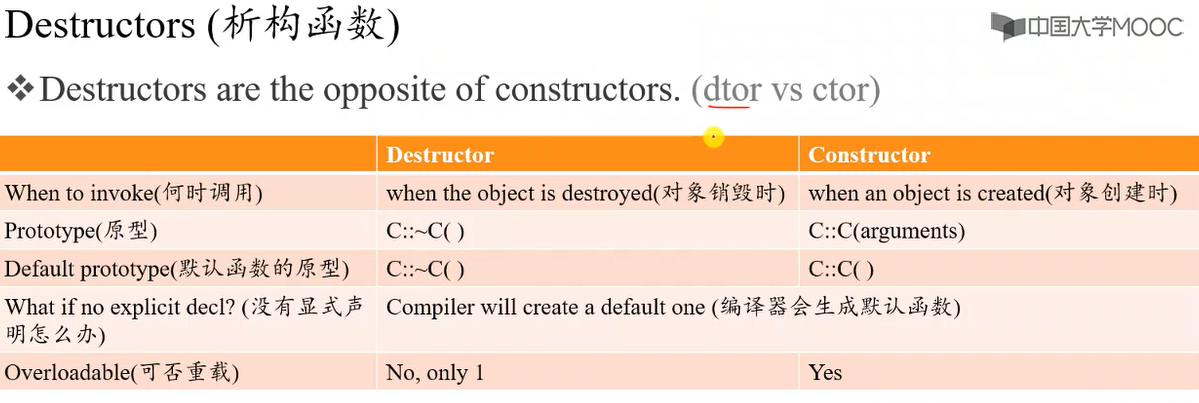 Destructors (析构函数)
中国大学MOOC
❖Destructors are the opposite of constructors. (dtor vs ctor)
Destructor Constructor
When to invoke(何时调用) when the object is destroyed(对象销毁时) when an object is created(对象创建时)
Prototype(原型) C::~C( ) C::C(arguments)
Default prototype(默认函数的原型) C::~C( ) C::C( )
What if no explicit decl? (没有显式声 Compiler will create a default one (编译器会生成默认函数)
明怎么办)
Overloadable(可否重载) No, only 1 Yes